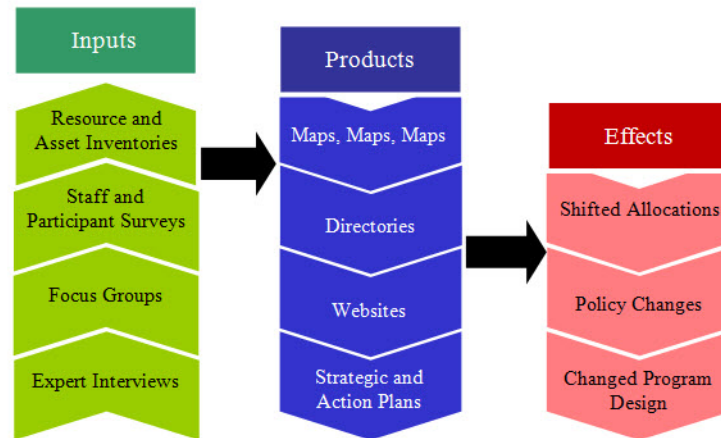 Inputs
Resource and
Asset Inventories
Staff and
Participant Surveys
Focus Groups
Expert Interviews
Products
Maps, Maps, Maps
Directories
Websites
Strategic and
Action Plans
Effects
Shifted Allocations
Policy Changes
Changed Program
Design